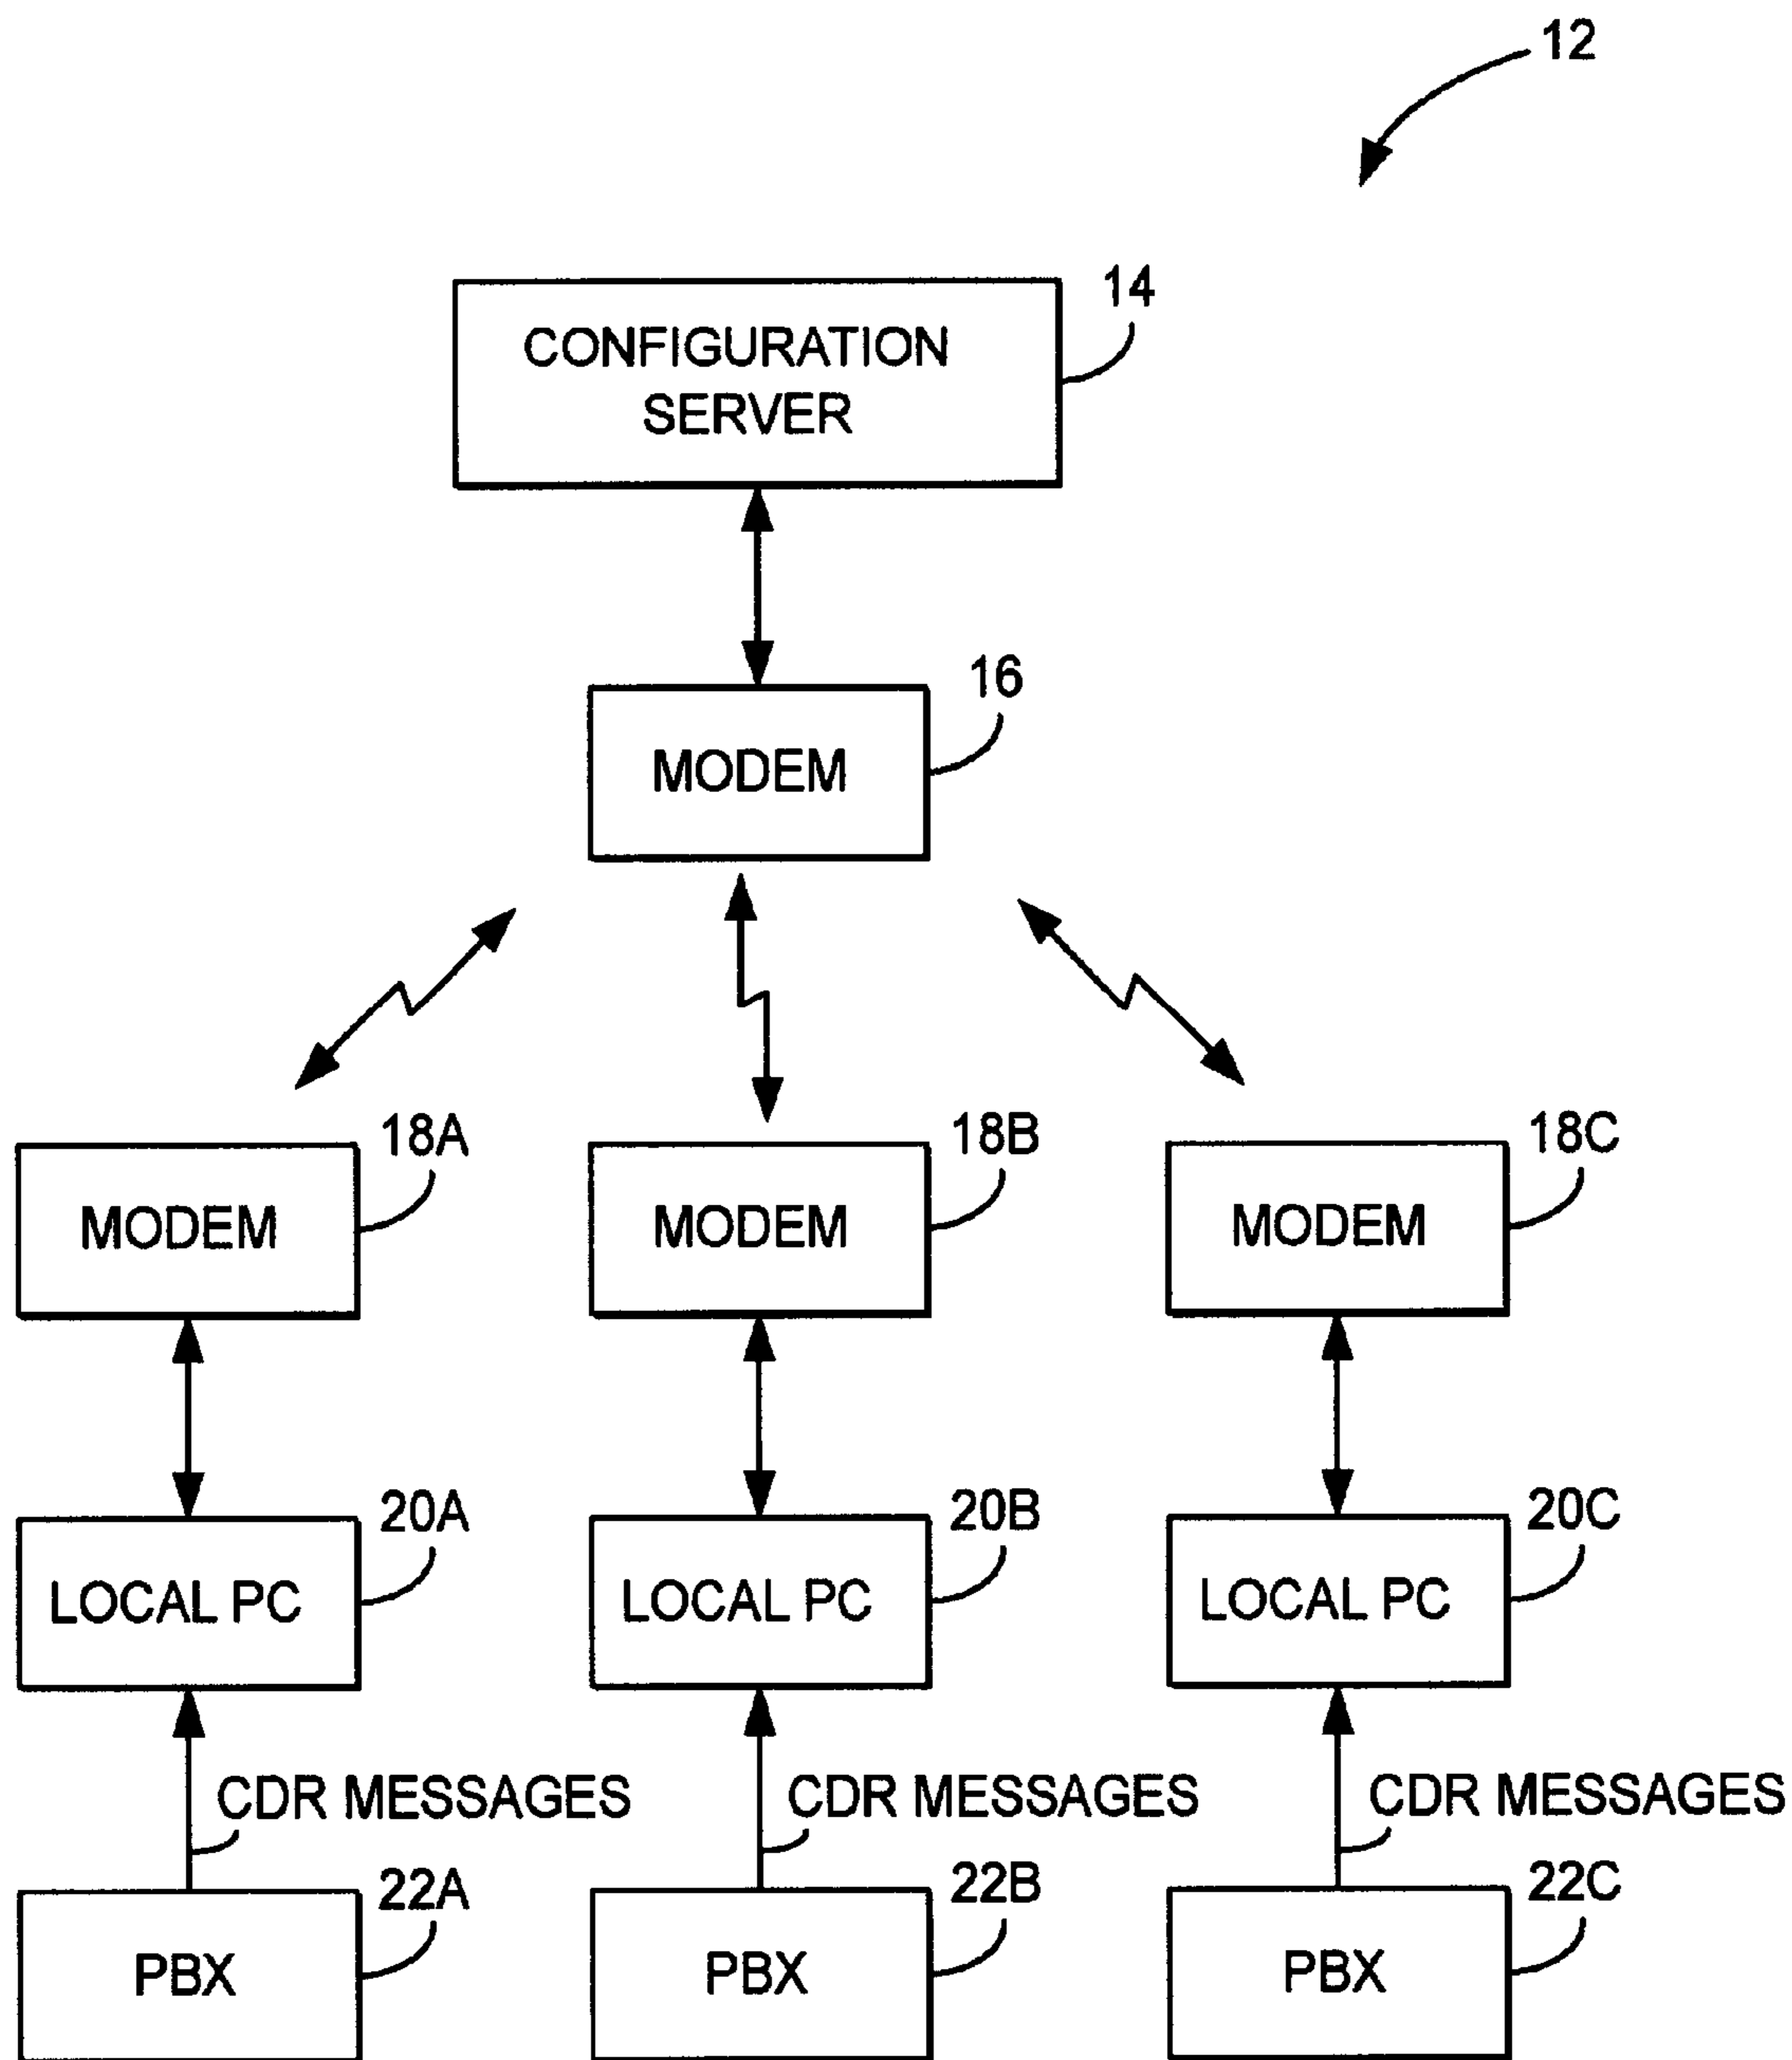 12
14
CONFIGURATION
SERVER
16
MODEM
18A
18B
18C
MODEM
MODEM
MODEM
20A
20B
20C
LOCAL PC
LOCAL PC
LOCAL PC
CDR MESSAGES
CDR MESSAGES
CDR MESSAGES
22A
22B
22C
PBX
PBX
PBX